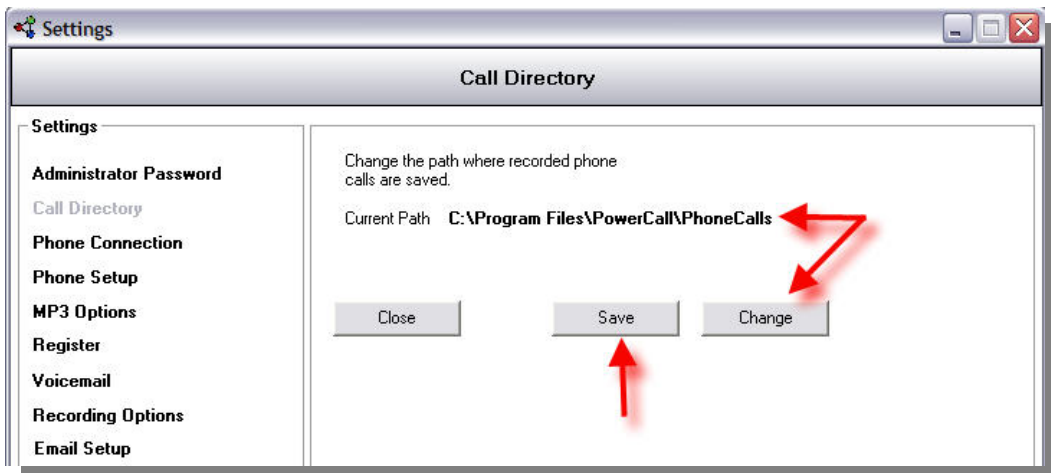 Settings
Call Directory
Settings
Administrator Password
Call Directory
Phone Connection
Phone Setup
MP3 Options
Register
Voicemail
Recording Options
Email Setup
Change the path where recorded phone
calls are saved.
Current Path C:\Program Files\PowerCall\PhoneCalls
Close Save Change